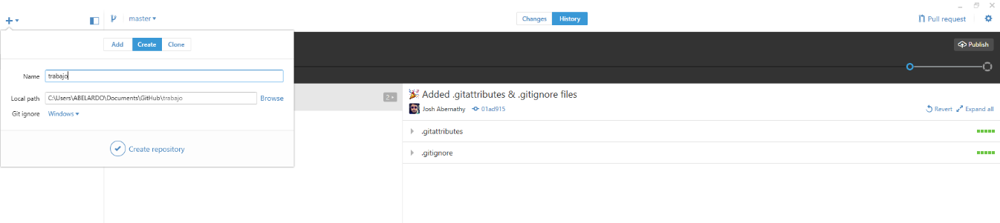 master
Changes
History
Pull request
Add
Create
Clone
Publish
Name
trabajo
Local path
C:\Users\ABELARDO\Documents\GitHub\trabajo
Browse
Git ignore
Windows
Create repository
2
Added .gitattributes & .gitignore files
Josh Abernathy
01ad915
Revert
Expand all
.gitattributes
.gitignore